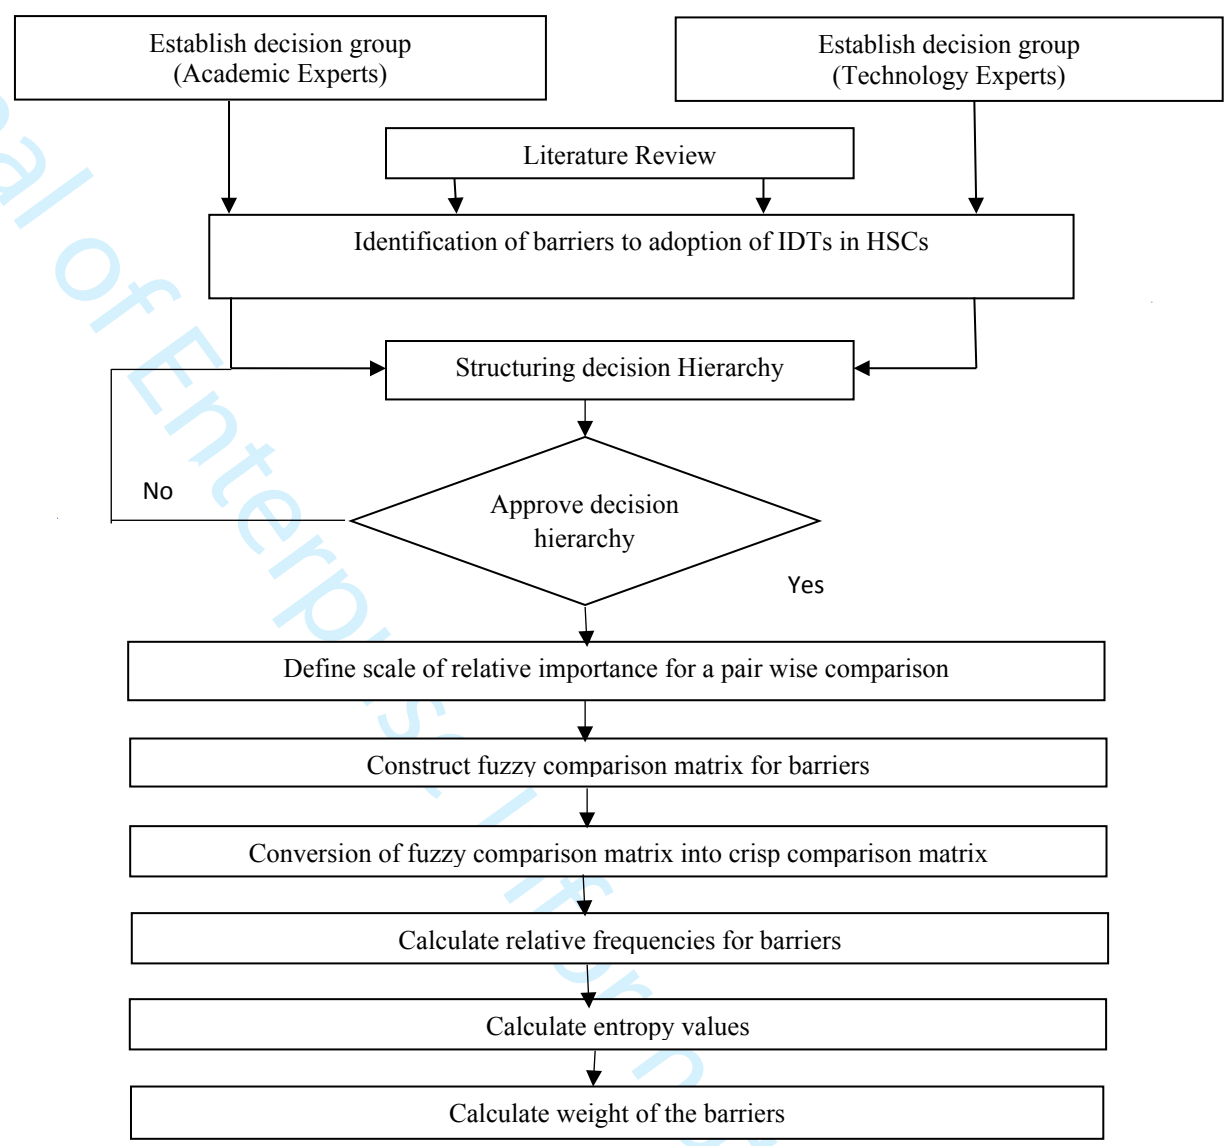 Establish decision group
(Academic Experts)
Establish decision group
(Technology Experts)
Literature Review
Identification of barriers to adoption of IDTs in HSCs
Structuring decision Hierarchy
No
Approve decision
hierarchy
Yes
Define scale of relative importance for a pair wise comparison
Construct fuzzy comparison matrix for barriers
Conversion of fuzzy comparison matrix into crisp comparison matrix
Calculate relative frequencies for barriers
Calculate entropy values
Calculate weight of the barriers
of Enterprise